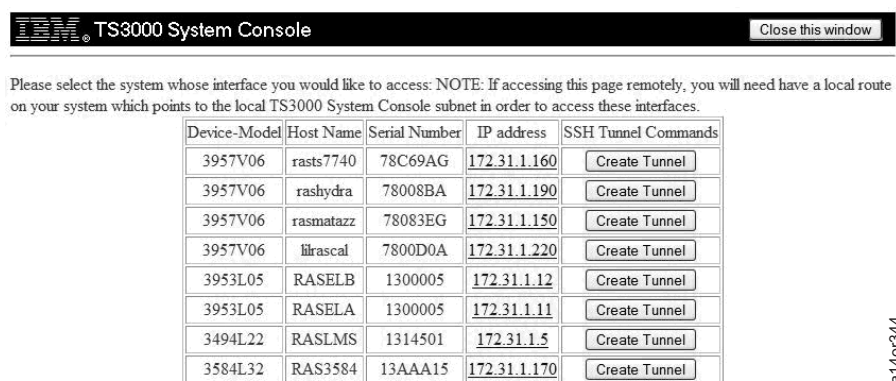 IBM® TS3000 System Console
Close this window
Please select the system whose interface you would like to access: NOTE: If accessing this page remotely, you will need have a local route
on your system which points to the local TS3000 System Console subnet in order to access these interfaces.
Device-Model Host Name Serial Number IP address SSH Tunnel Commands
3957V06 rasts7740 78C69AG 172.31.1.160 Create Tunnel
3957V06 rashydra 78008BA 172.31.1.190 Create Tunnel
3957V06 rasmatazz 78083EG 172.31.1.150 Create Tunnel
3957V06 lilrascal 7800D0A 172.31.1.220 Create Tunnel
3953L05 RASELB 1300005 172.31.1.12 Create Tunnel
3953L05 RASELA 1300005 172.31.1.11 Create Tunnel
3494L22 RASLMS 1314501 172.31.1.5 Create Tunnel
3584L32 RAS3584 13AAA15 172.31.1.170 Create Tunnel